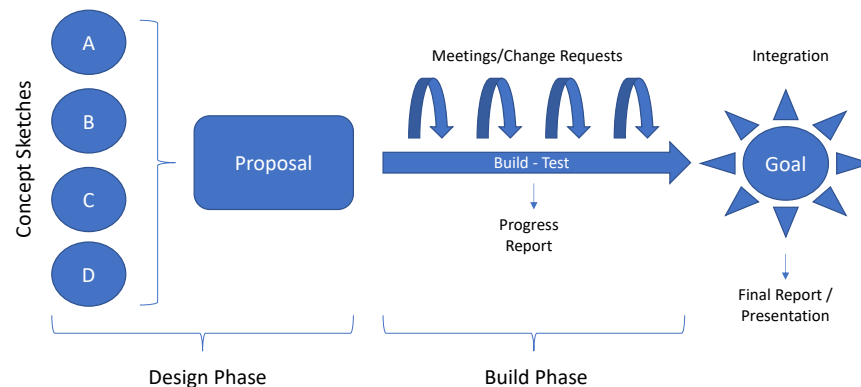 Concept Sketches
A
B
C
D
Proposal
Meetings/Change Requests
Build - Test
Progress
Report
Integration
Goal
Final Report /
Presentation
Design Phase
Build Phase